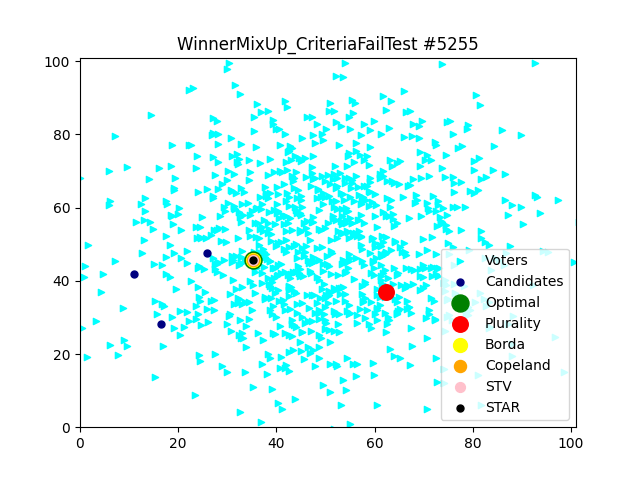 WinnerMixUp_CriteriaFailTest #5255
100
80
60
40
20
0
0
20
40
60
80
100
Voters
Candidates
Optimal
Plurality
Borda
Copeland
STV
STAR